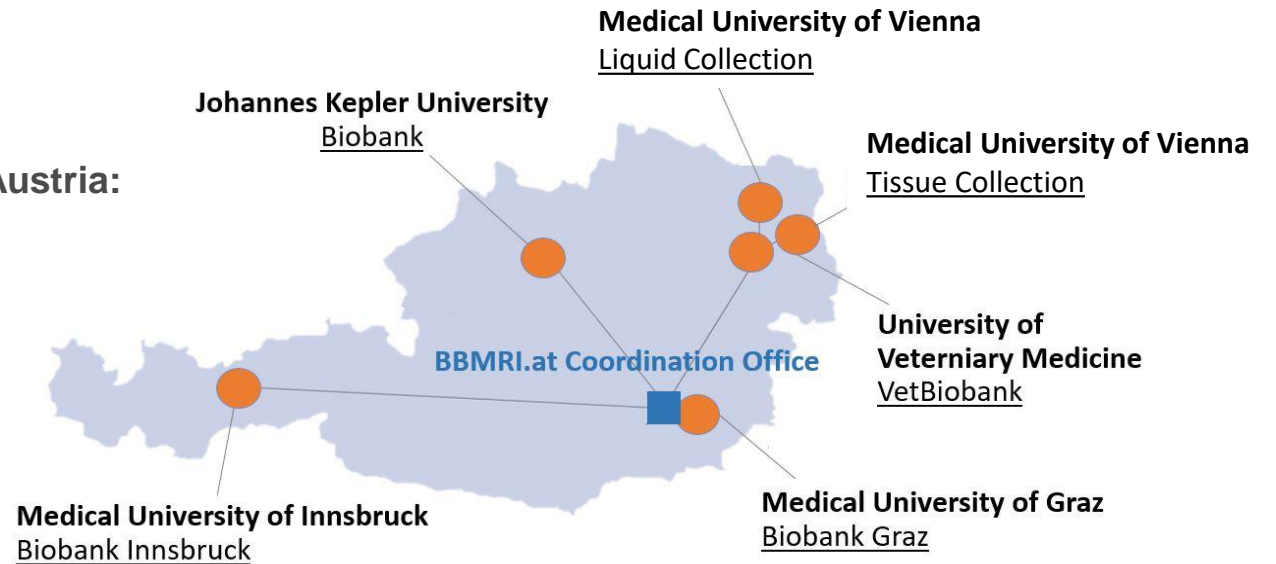 Medical University of Vienna
Liquid Collection
Johannes Kepler University
Biobank
Medical University of Vienna
Tissue Collection
Austria:
University of
Veterniary Medicine
VetBiobank
BBMRI.at Coordination Office
Medical University of Graz
Biobank Graz
Medical University of Innsbruck
Biobank Innsbruck